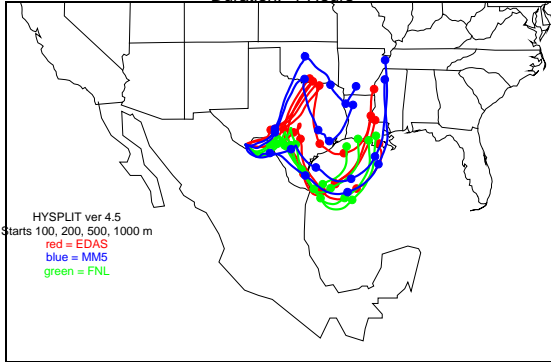 HYSPLIT ver 4.5
Starts 100, 200, 500, 1000 m
red = EDAS
blue = MM5
green = FNL